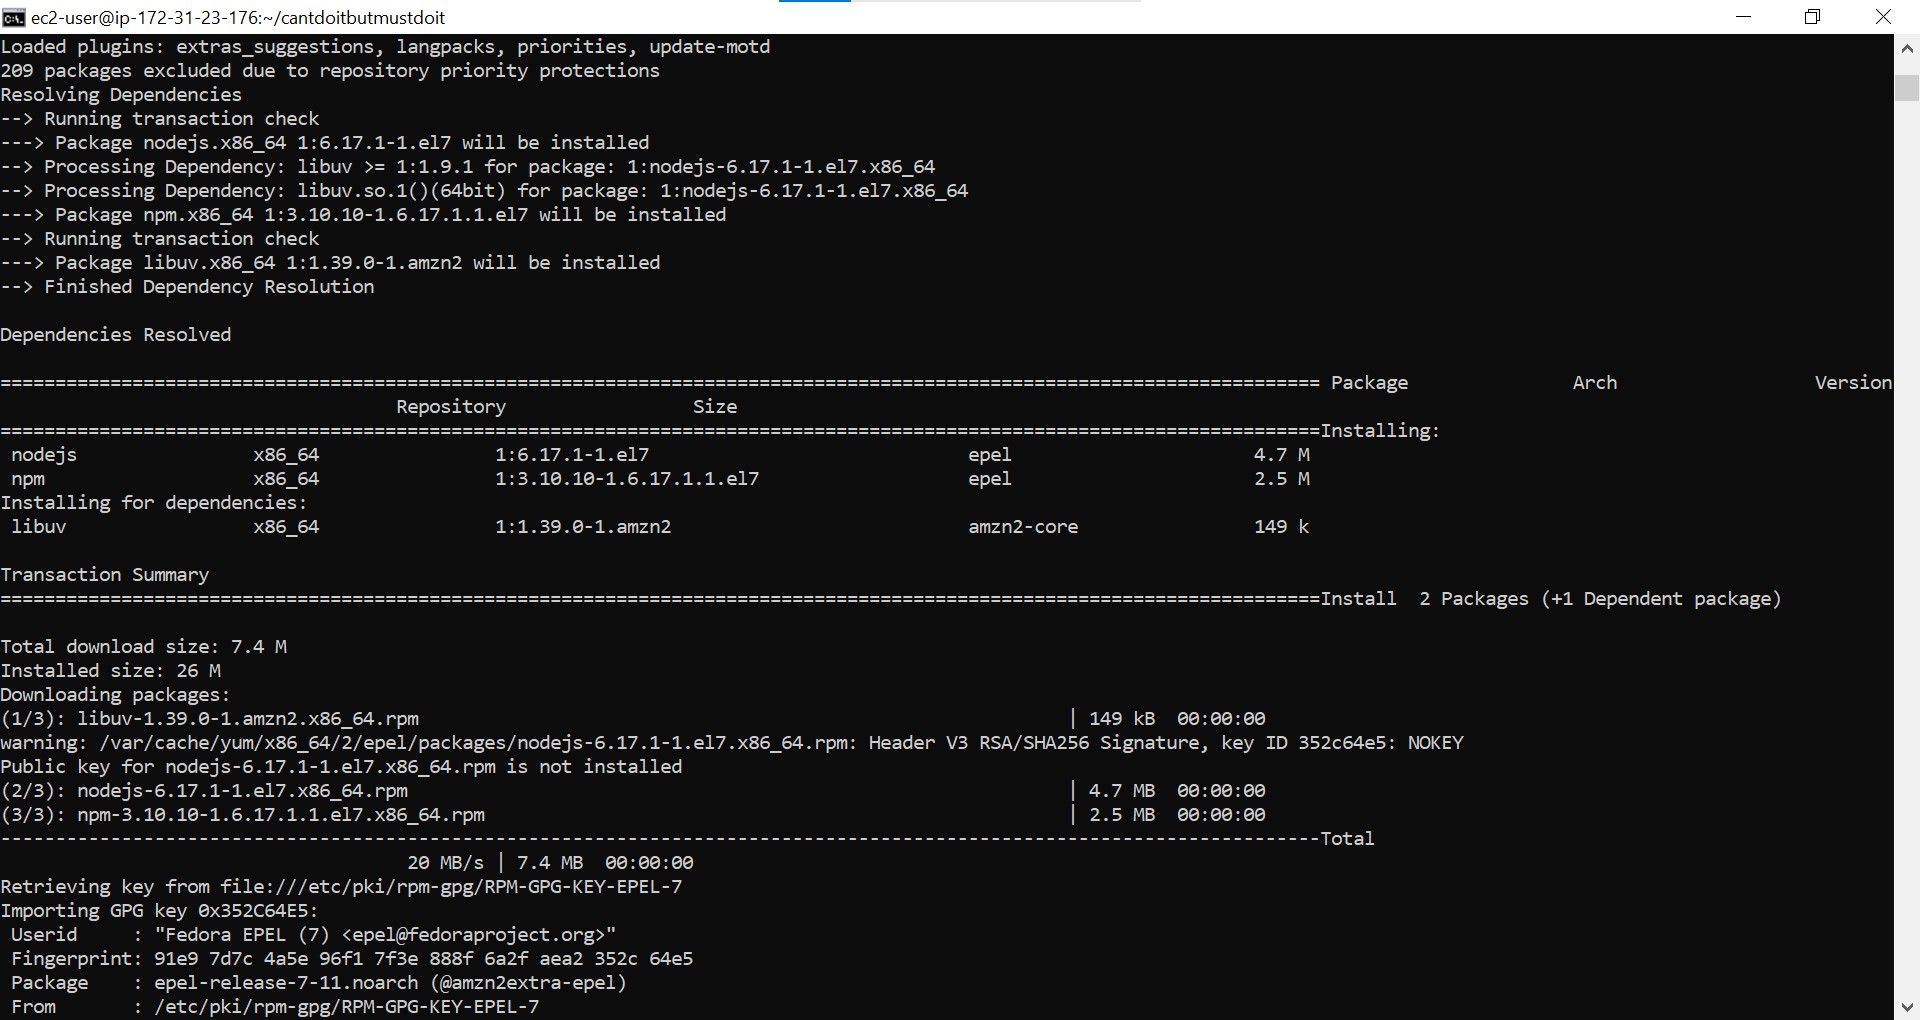 ec2-user@ip-172-31-23-176:~/cantdoitbutmustdoit
Loaded plugins: extras_suggestions, langpacks, priorities, update-motd
209 packages excluded due to repository priority protections
Resolving Dependencies
--> Running transaction check
---> Package nodejs.x86_64 1:6.17.1-1.el7 will be installed
--> Processing Dependency: libuv >= 1:1.9.1 for package: 1:nodejs-6.17.1-1.el7.x86_64
--> Processing Dependency: libuv.so.1()(64bit) for package: 1:nodejs-6.17.1-1.el7.x86_64
---> Package npm.x86_64 1:3.10.10-1.6.17.1.1.el7 will be installed
--> Running transaction check
---> Package libuv.x86_64 1:1.39.0-1.amzn2 will be installed
--> Finished Dependency Resolution
Dependencies Resolved
======================================================================================================================== Package               Arch                  Version
                                    Repository                 Size
========================================================================================================================Installing:
 nodejs                x86_64                1:6.17.1-1.el7                             epel                      4.7 M
 npm                   x86_64                1:3.10.10-1.6.17.1.1.el7                   epel                      2.5 M
Installing for dependencies:
 libuv                 x86_64                1:1.39.0-1.amzn2                           amzn2-core                149 k
Transaction Summary
========================================================================================================================Install  2 Packages (+1 Dependent package)
Total download size: 7.4 M
Installed size: 26 M
Downloading packages:
(1/3): libuv-1.39.0-1.amzn2.x86_64.rpm                                                           | 149 kB  00:00:00
warning: /var/cache/yum/x86_64/2/epel/packages/nodejs-6.17.1-1.el7.x86_64.rpm: Header V3 RSA/SHA256 Signature, key ID 352c64e5: NOKEY
Public key for nodejs-6.17.1-1.el7.x86_64.rpm is not installed
(2/3): nodejs-6.17.1-1.el7.x86_64.rpm                                                            | 4.7 MB  00:00:00
(3/3): npm-3.10.10-1.6.17.1.1.el7.x86_64.rpm                                                     | 2.5 MB  00:00:00
------------------------------------------------------------------------------------------------------------------------Total
                                     20 MB/s | 7.4 MB  00:00:00
Retrieving key from file:///etc/pki/rpm-gpg/RPM-GPG-KEY-EPEL-7
Importing GPG key 0x352C64E5:
 Userid     : "Fedora EPEL (7) <epel@fedoraproject.org>"
 Fingerprint: 91e9 7d7c 4a5e 96f1 7f3e 888f 6a2f aea2 352c 64e5
 Package    : epel-release-7-11.noarch (@amzn2extra-epel)
 From       : /etc/pki/rpm-gpg/RPM-GPG-KEY-EPEL-7